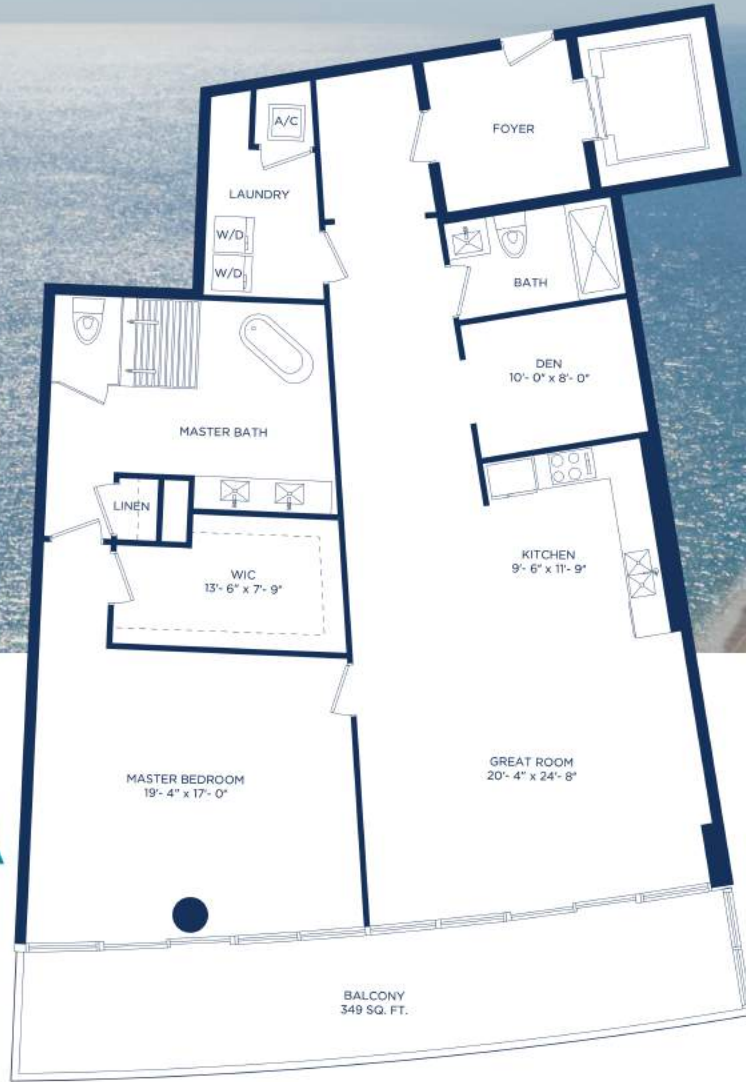 A/C
FOYER
LAUNDRY
W/D
W/D
BATH
DEN
10'- 0" x 8'- 0"
MASTER BATH
LINEN
KITCHEN
9'- 6" x 11'- 9"
WIC
13'- 6" x 7'- 9"
GREAT ROOM
20'- 4" x 24'- 8"
MASTER BEDROOM
19'- 4" x 17'- 0"
BALCONY
349 SQ. FT.